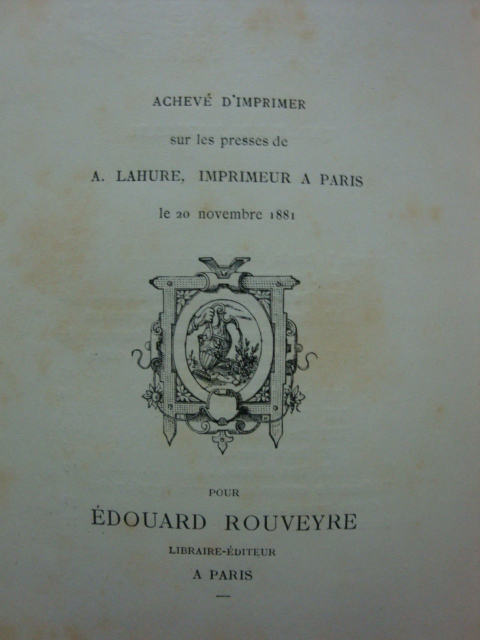 ACHEVÉ D'IMPRIMER
sur les presses de
A. LAHURE, IMPRIMEUR A PARIS
le 20 novembre 1881
POUR
ÉDOUARD ROUVEYRE
LIBRAIRE-ÉDITEUR
A PARIS